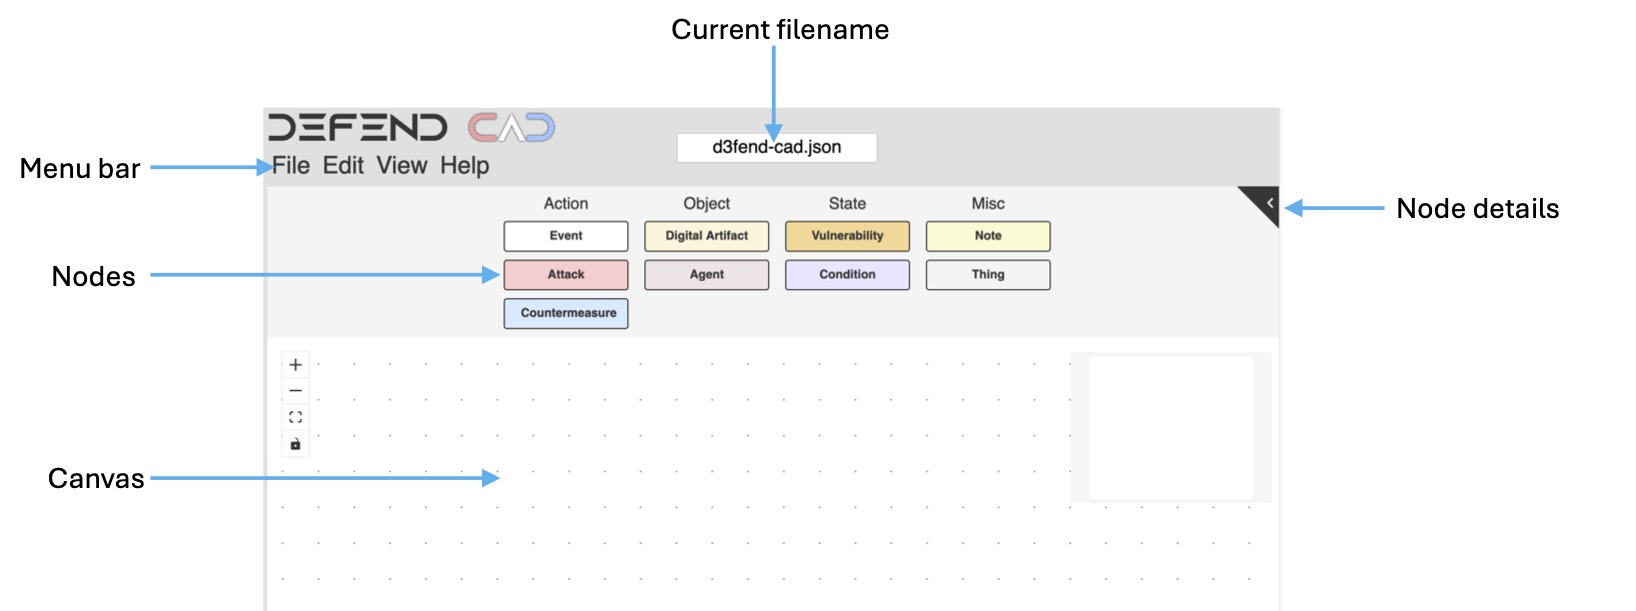 Current filename
DEFEND CAD
d3fend-cad.json
Menu bar
File Edit View Help
Node details
Action Object State Misc
Event Digital Artifact Vulnerability Note
Nodes
Attack Agent Condition Thing
Countermeasure
Canvas